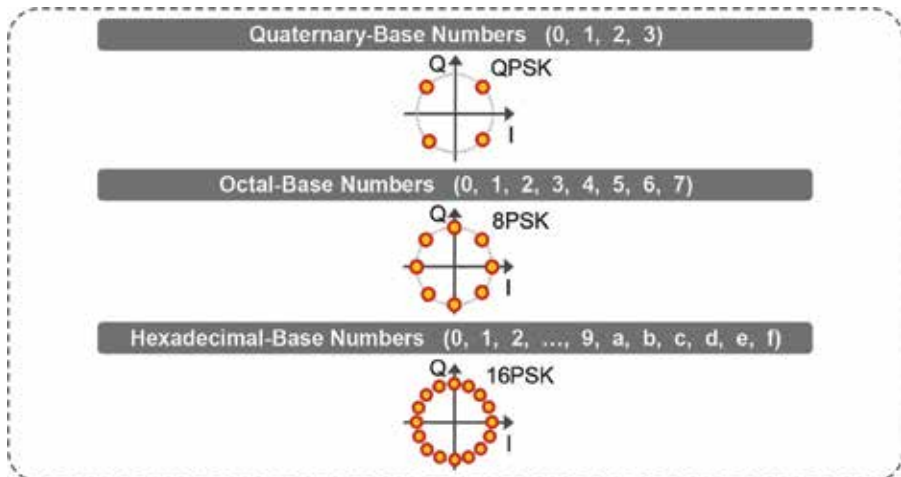 Quaternary-Base Numbers (0, 1, 2, 3)
Q QPSK
I
Octal-Base Numbers (0, 1, 2, 3, 4, 5, 6, 7)
Q 8PSK
I
Hexadecimal-Base Numbers (0, 1, 2, ..., 9, a, b, c, d, e, f)
Q 16PSK
I